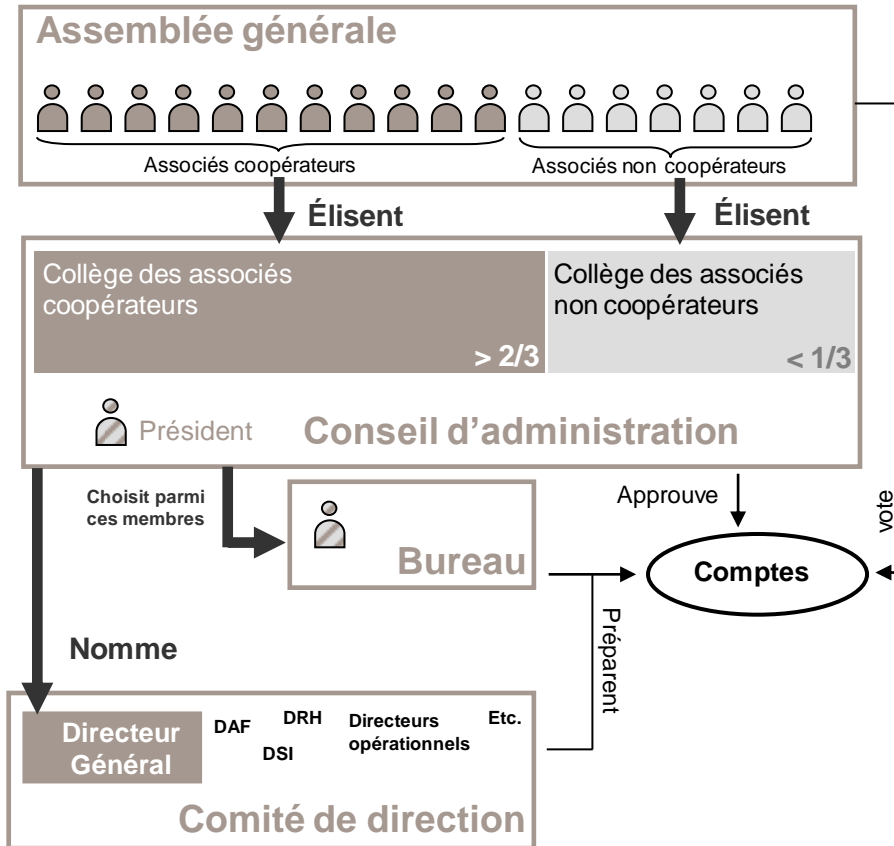 Assemblée générale
Associés coopérateurs
Associés non coopérateurs
Élisent
Élisent
Collège des associés
coopérateurs
> 2/3
Collège des associés
non coopérateurs
< 1/3
Président
Conseil d’administration
Choisit parmi
ces membres
Approuve
vote
Bureau
Comptes
Préparent
Nomme
Directeur
Général
DAF
DRH
DSI
Directeurs
opérationnels
Etc.
Comité de direction